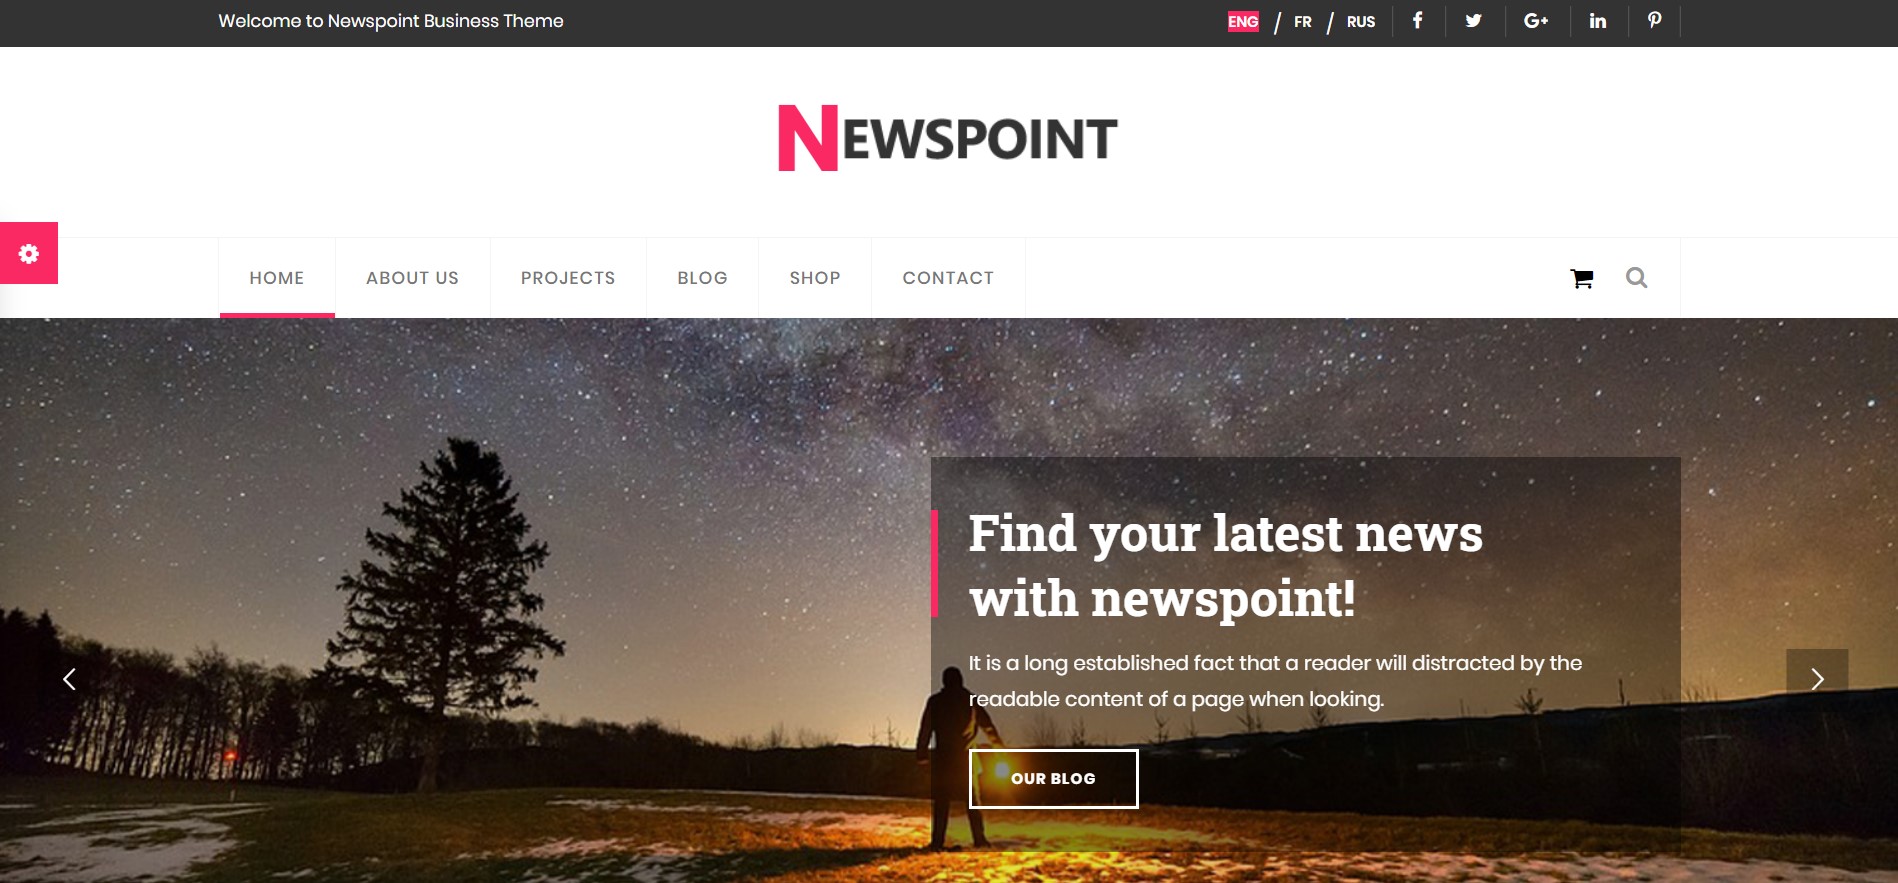 Welcome to Newspoint Business Theme
ENG / FR / RUS
NEWSPOINT
HOME
ABOUT US
PROJECTS
BLOG
SHOP
CONTACT
Find your latest news
with newspoint!
It is a long established fact that a reader will distracted by the
readable content of a page when looking.
OUR BLOG